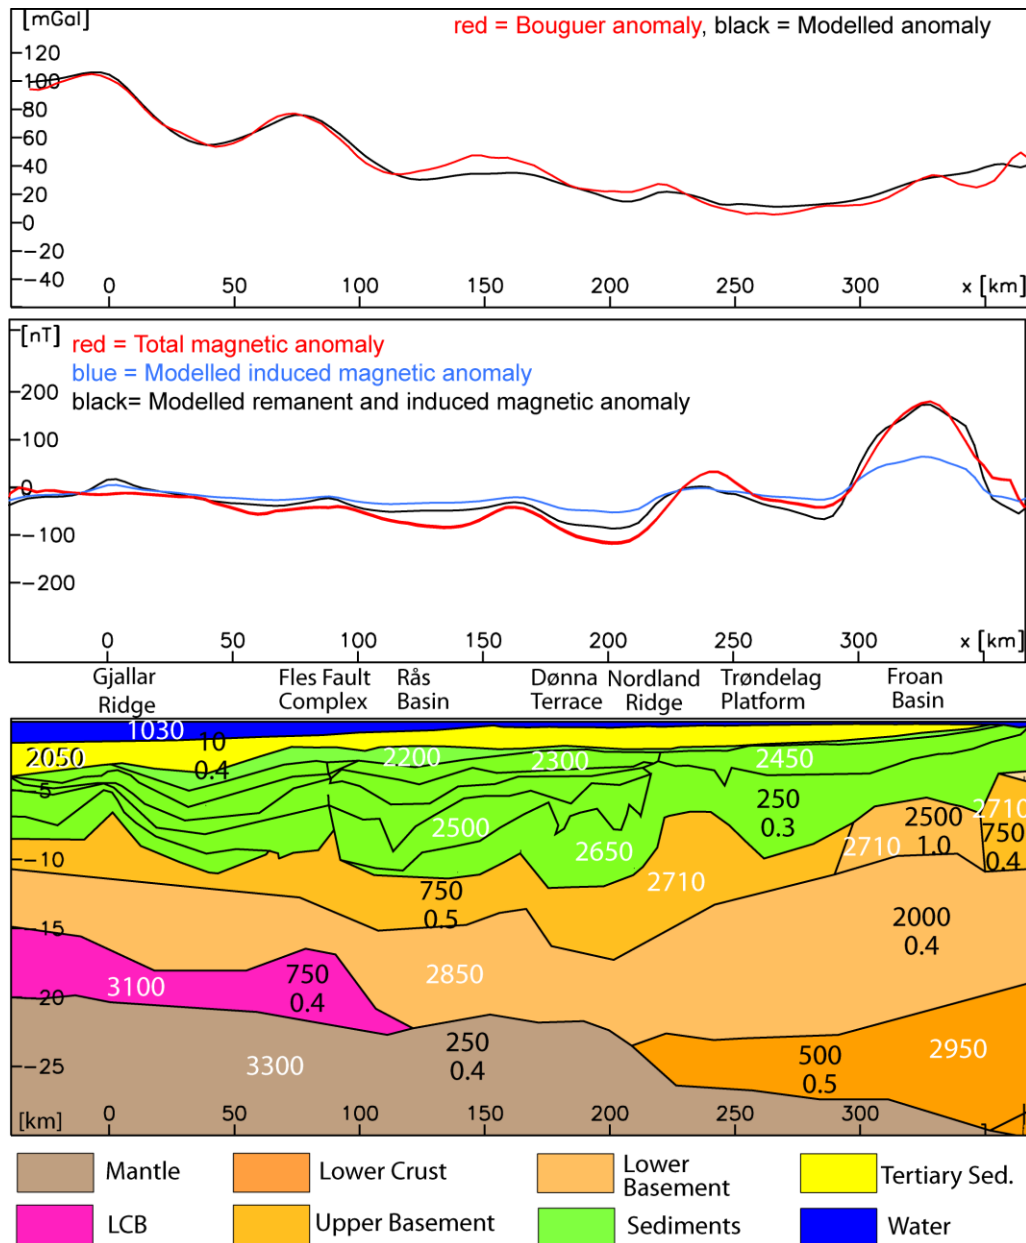 [mGal]
red = Bouguer anomaly, black = Modelled anomaly
120
100
80
60
40
20
0
-20
-40
0 50 100 150 200 250 300 x [km]
[nT]
red = Total magnetic anomaly
blue = Modelled induced magnetic anomaly
black= Modelled remanent and induced magnetic anomaly
200
100
0
-100
-200
0 50 100 150 200 250 300 x [km]
Gjallar Ridge
Fles Fault Complex
Rås Basin
Dønna Terrace
Nordland Ridge
Trøndelag Platform
Froan Basin
1030
2050
10
0.4
2200
2300
2450
-5
2500
250
0.3
2500
1.0
2710
750
0.4
2650
2710
2710
-10
750
0.5
-15
2000
0.4
3100
750
0.4
2850
-20
250
0.4
500
0.5
2950
3300
-25
[km] 0 50 100 150 200 250 300
Mantle
Lower Crust
Lower Basement
Tertiary Sed.
LCB
Upper Basement
Sediments
Water